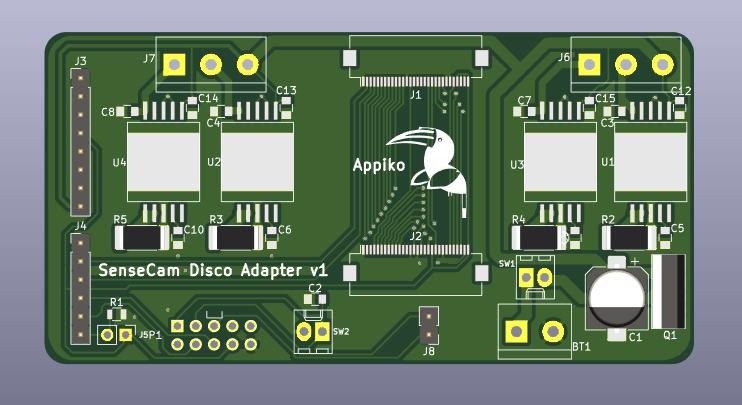 J7
J6
J3
J1
C14
C13
C8
C4
C7
C15
C12
C3
Appiko
U4
U2
U3
U1
R5
C10
R3
C6
J2
R4
R2
C5
J4
SenseCam Disco Adapter v1
SW1
+
C2
R1
J5P1
SW2
J8
BT1
C1
Q1